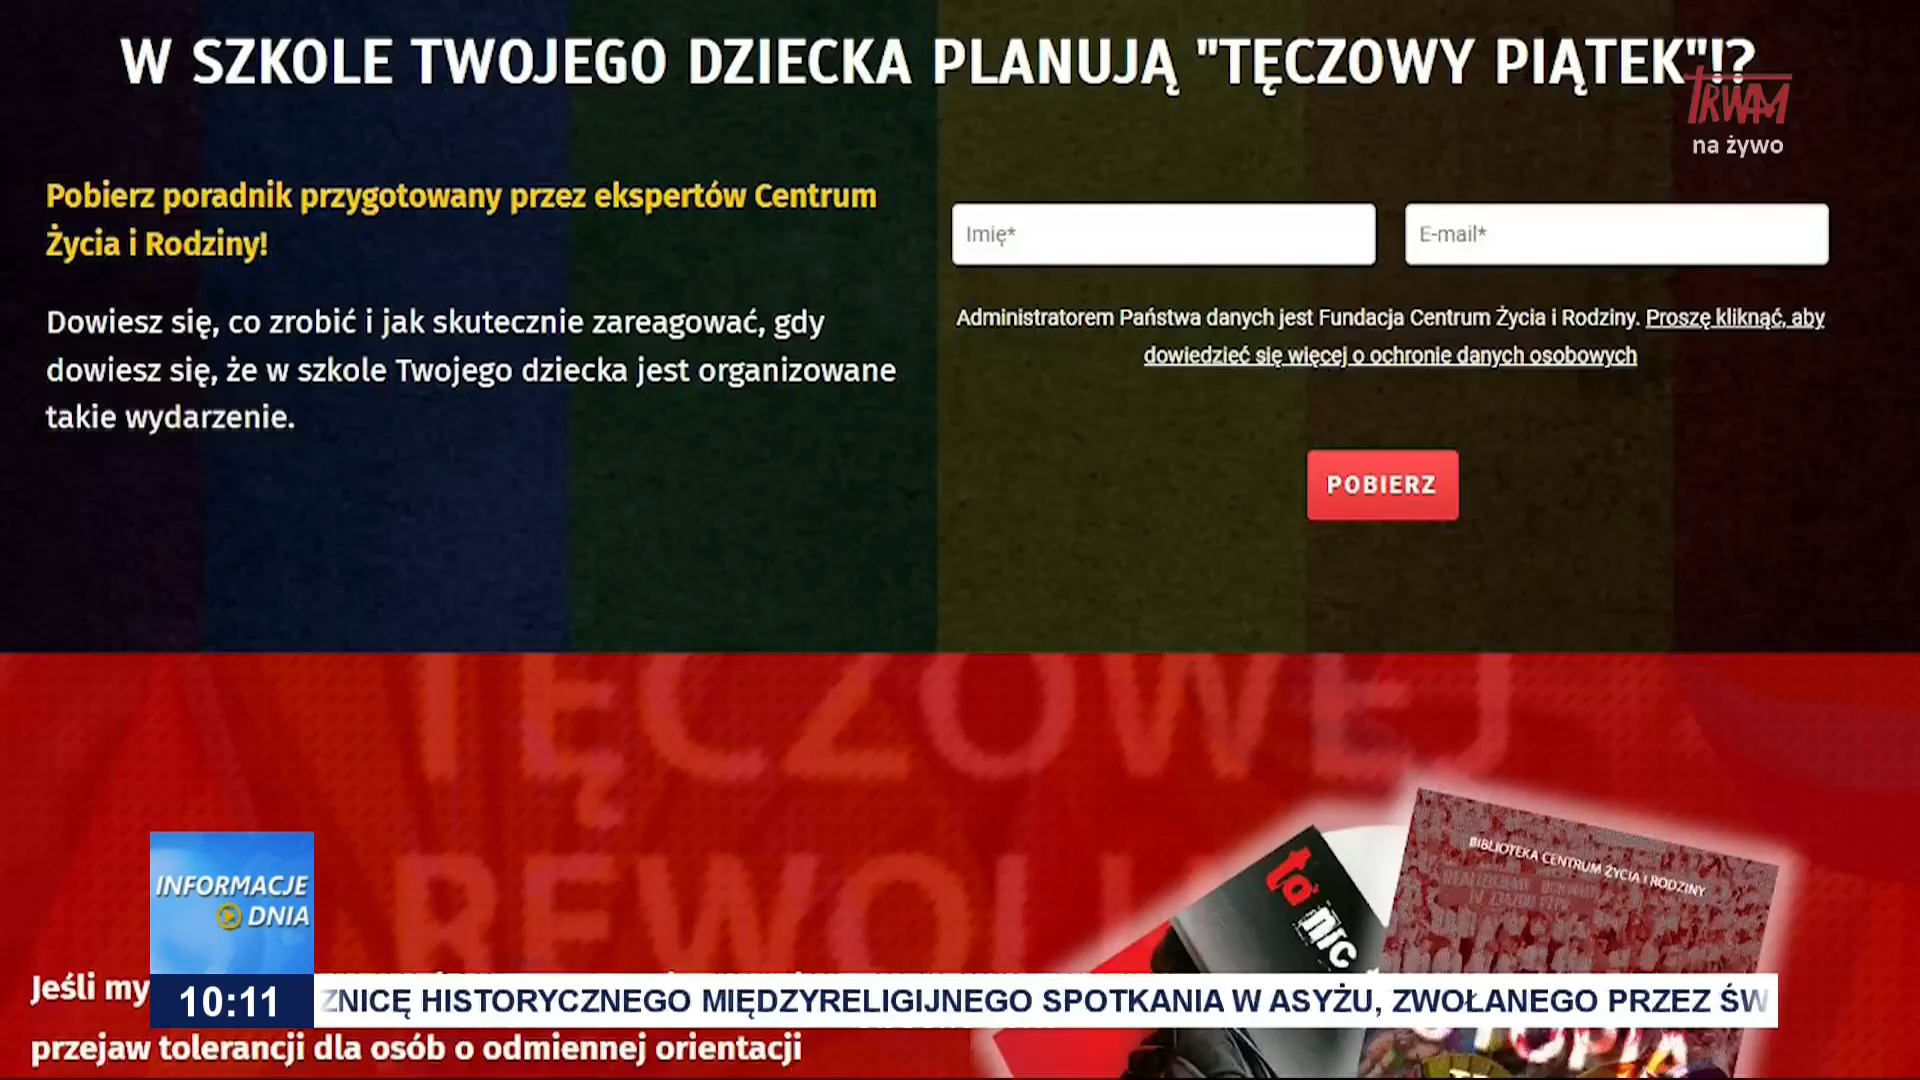 W SZKOLE TWOJEGO DZIECKA PLANUJĄ "TĘCZOWY PIĄTEK"!?
TRWAM
na żywo
Pobierz poradnik przygotowany przez ekspertów Centrum
Życia i Rodziny!
Dowiesz się, co zrobić i jak skutecznie zareagować, gdy
dowiesz się, że w szkole Twojego dziecka jest organizowane
takie wydarzenie.
Imię*
E-mail*
Administratorem Państwa danych jest Fundacja Centrum Życia i Rodziny. Proszę kliknąć, aby
dowiedzieć się więcej o ochronie danych osobowych
POBIERZ
TĘCZOWEJ
REWOLU
to nic
BIBLIOTEKA CENTRUM ŻYCIA I RODZINY
INFORMACJE
DNIA
Jeśli my
10:11
ZNICĘ HISTORYCZNEGO MIĘDZYRELIGIJNEGO SPOTKANIA W ASYŻU, ZWOŁANEGO PRZEZ ŚW
przejaw tolerancji dla osób o odmiennej orientacji